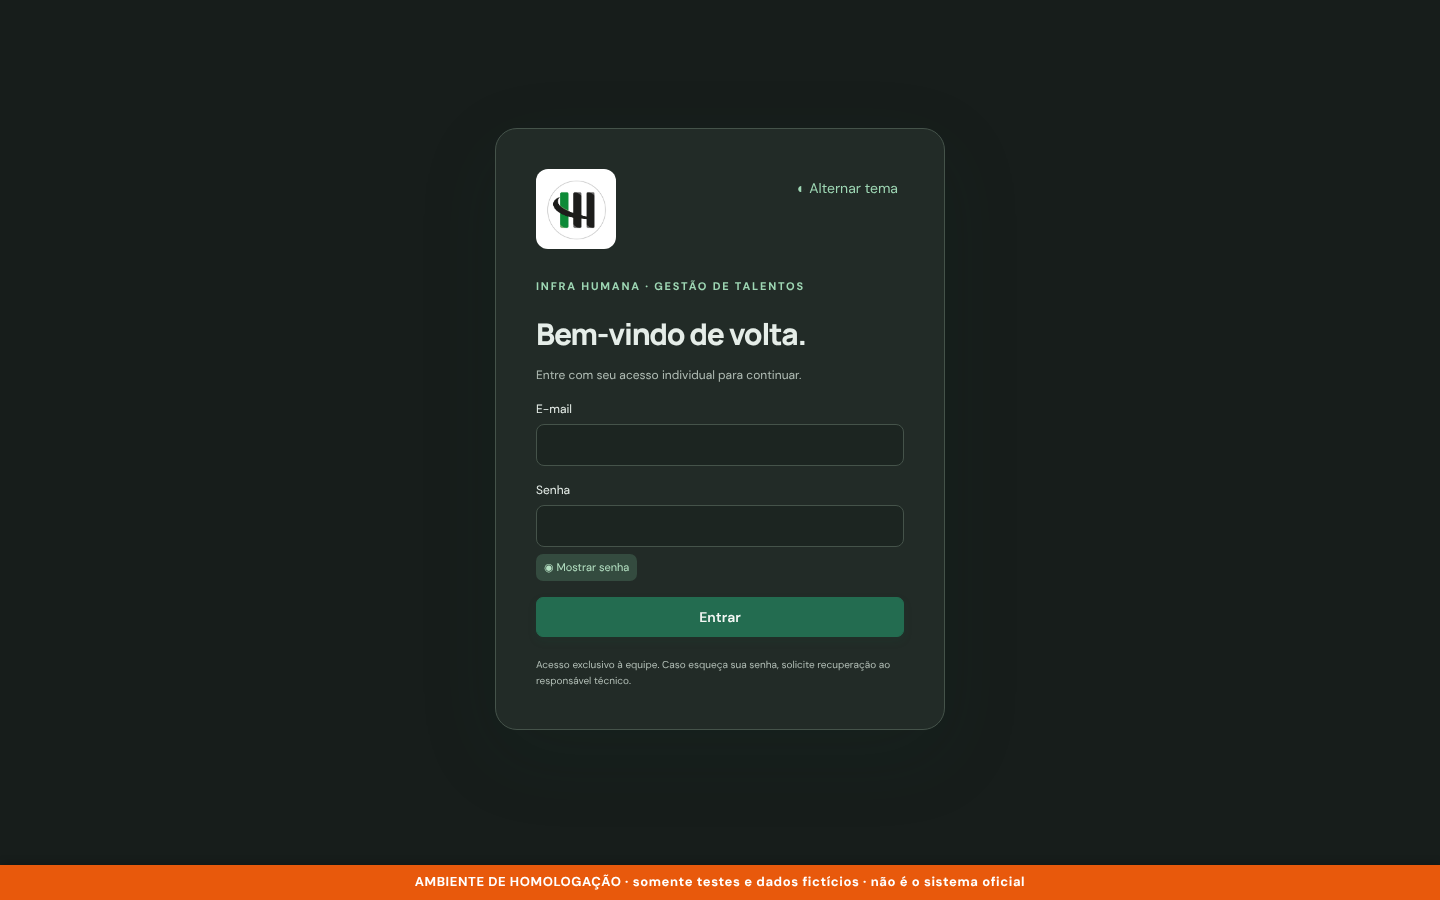 Alternar tema
INFRA HUMANA · GESTÃO DE TALENTOS
Bem-vindo de volta.
Entre com seu acesso individual para continuar.
E-mail
Senha
◉ Mostrar senha
Entrar
Acesso exclusivo à equipe. Caso esqueça sua senha, solicite recuperação ao
responsável técnico.
AMBIENTE DE HOMOLOGAÇÃO · somente testes e dados fictícios · não é o sistema oficial